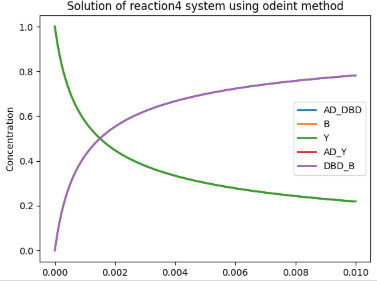 Solution of reaction4 system using odeint method
1.0
0.8
0.6
0.4
0.2
0.0
Concentration
AD_DBD
B
Y
AD_Y
DBD_B
0.000
0.002
0.004
0.006
0.008
0.010